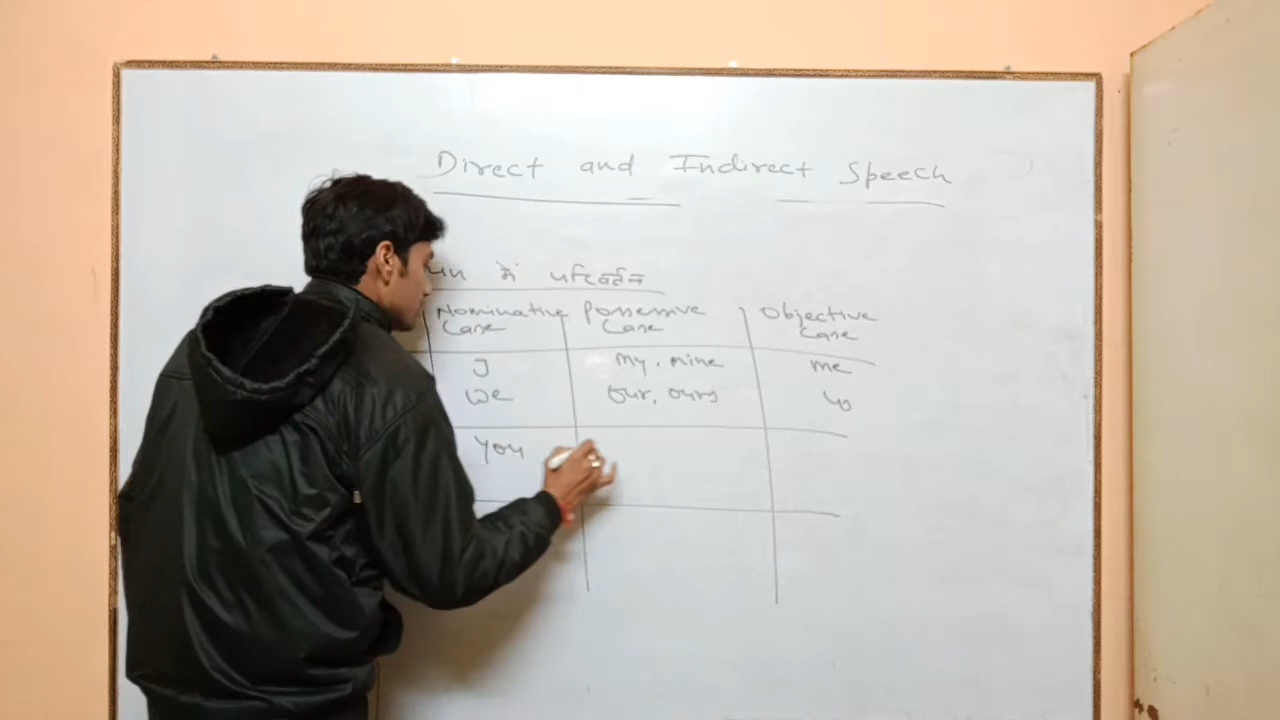 Direct and Indirect Speech
में परिवर्तन
Nominative Case Possessive Case Objective Case
I my, mine me
we our, ours us
you